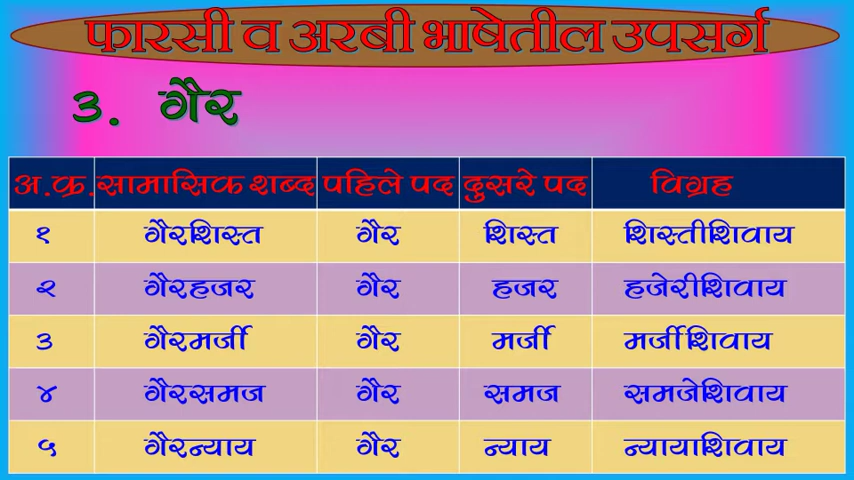 फारसी व अरबी भाषेतील उपसर्ग
३. गैर
अ.क्र. सामासिक शब्द पहिले पद दुसरे पद विग्रह
१ गैरशिस्त गैर शिस्त शिस्तीशिवाय
२ गैरहजर गैर हजर हजेरीशिवाय
३ गैरमर्जी गैर मर्जी मर्जीशिवाय
४ गैरसमज गैर समज समजेशिवाय
५ गैरन्याय गैर न्याय न्यायाशिवाय